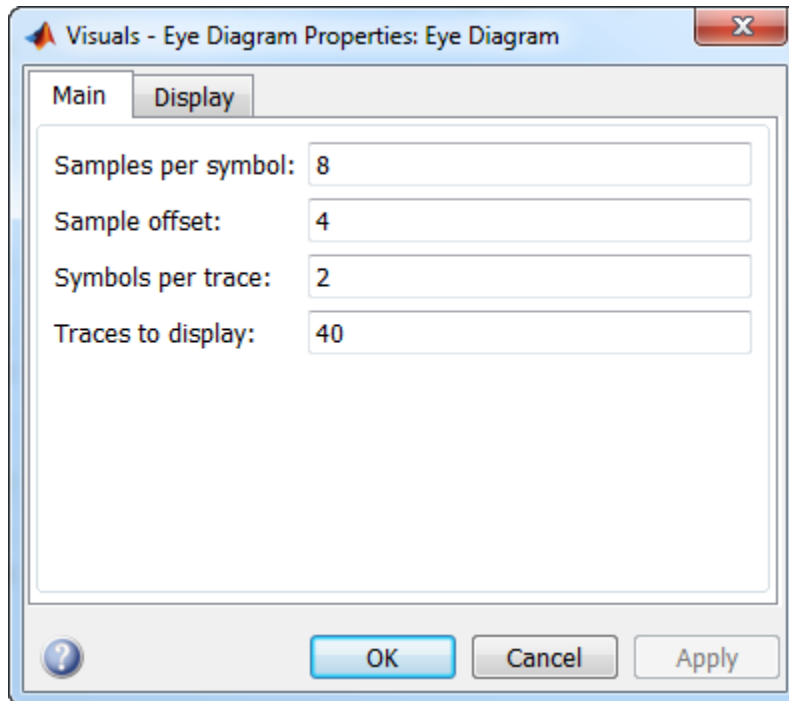 Visuals - Eye Diagram Properties: Eye Diagram
Main Display
Samples per symbol: 8
Sample offset: 4
Symbols per trace: 2
Traces to display: 40
? OK Cancel Apply